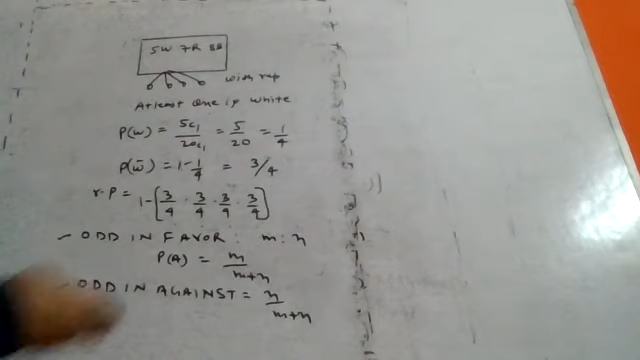 5W 7R 8B
with rep
Atleast one is white
P(W) = 5C1/20C1 = 5/20 = 1/4
P(W̄) = 1-1/4 = 3/4
r.P = 1-[3/4 · 3/4 · 3/4 · 3/4]
ODD IN FAVOR : m : n
P(A) = m/m+n
ODD IN AGAINST = n/m+n